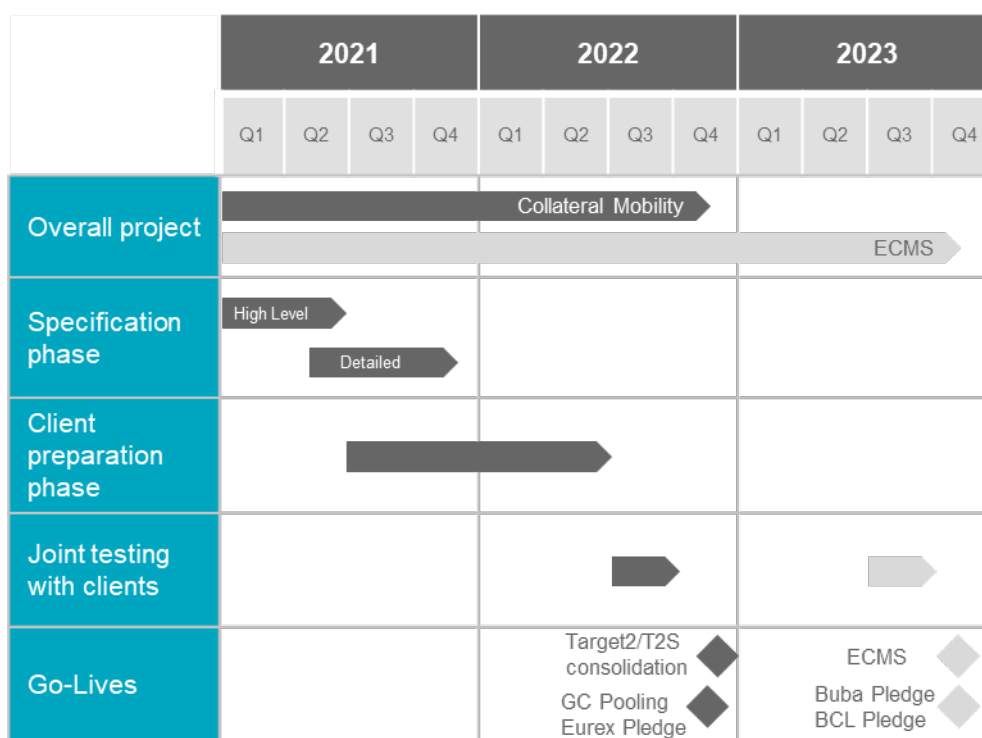 2021 2022 2023
Q1 Q2 Q3 Q4 Q1 Q2 Q3 Q4 Q1 Q2 Q3 Q4
Overall project
Collateral Mobility
ECMS
Specification
phase
High Level
Detailed
Client
preparation
phase
Joint testing
with clients
Go-Lives
Target2/T2S
consolidation
GC Pooling
Eurex Pledge
ECMS
Buba Pledge
BCL Pledge